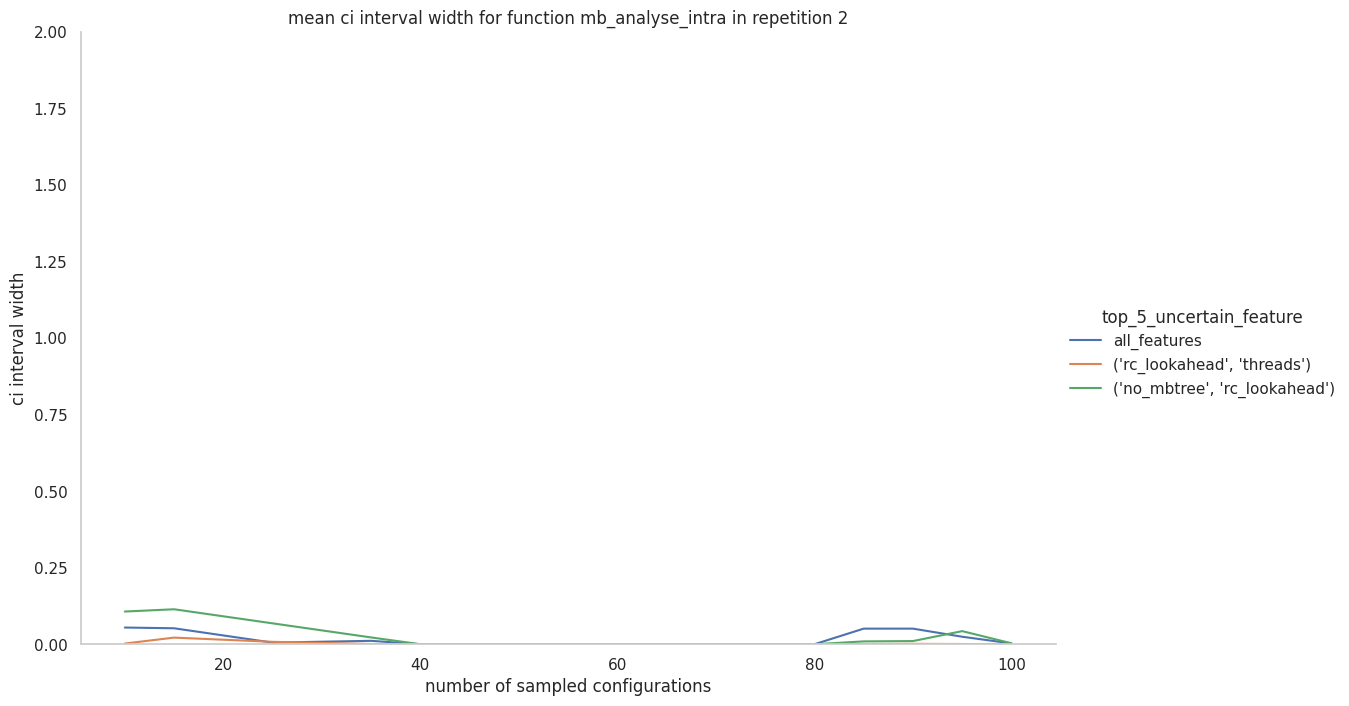 mean ci interval width for function mb_analyse_intra in repetition 2
2.00
1.75
1.50
1.25
1.00
0.75
0.50
0.25
0.00
ci interval width
20
40
60
80
100
number of sampled configurations
top_5_uncertain_feature
all_features
('rc_lookahead', 'threads')
('no_mbtree', 'rc_lookahead')